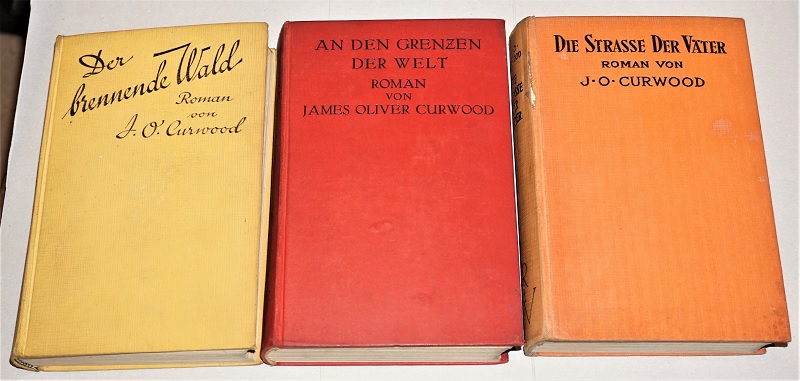 Der
brennende Wald
Roman
von
J. O. Curwood
AN DEN GRENZEN
DER WELT
ROMAN
VON
JAMES OLIVER CURWOOD
DIE STRASSE DER VÄTER
ROMAN VON
J·O·CURWOOD